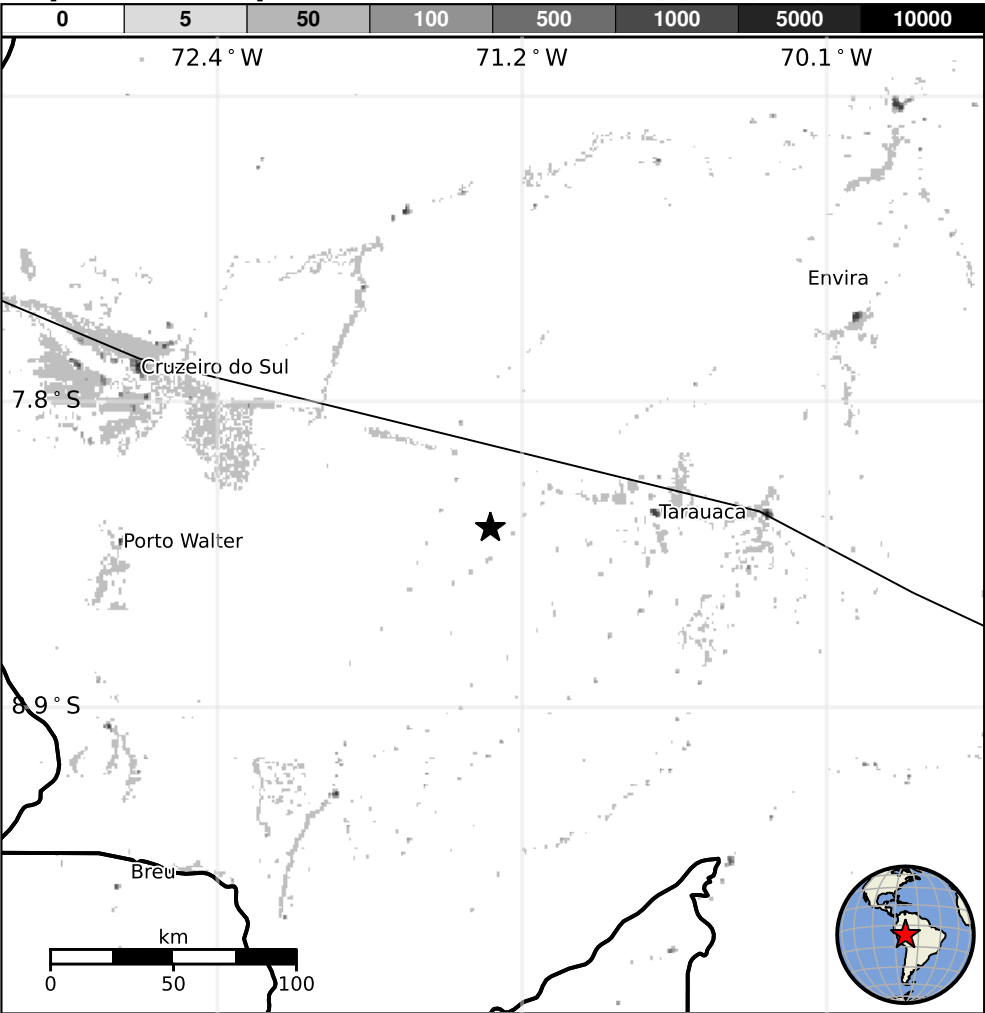 0 5 50 100 500 1000 5000 10000
72.4°W 71.2°W 70.1°W
Envira
Cruzeiro do Sul
7.8°S
Tarauaca
Porto Walter
8.9°S
Breu
km
0 50 100